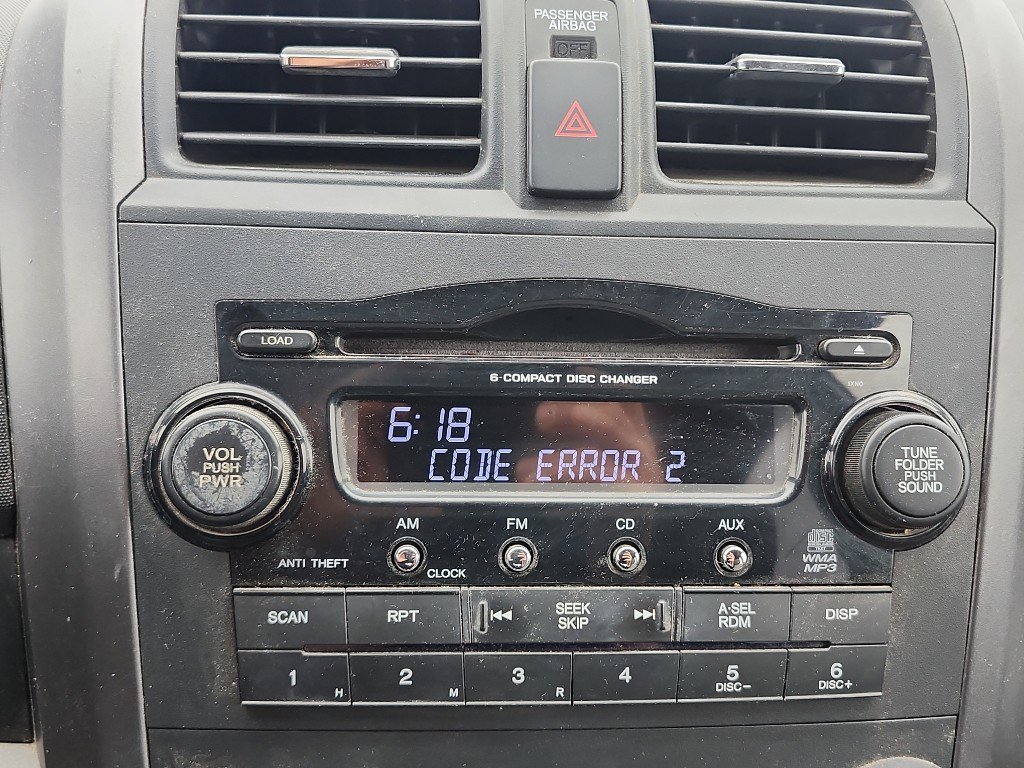 PASSENGER
AIRBAG
OFF
LOAD
6-COMPACT DISC CHANGER
6:18
CODE ERROR 2
VOL
PUSH
PWR
TUNE
FOLDER
PUSH
SOUND
AM
FM
CD
AUX
ANTI THEFT
CLOCK
WMA
MP3
SCAN
RPT
SEEK
SKIP
A-SEL
RDM
DISP
1 H
2 M
3 R
4
5
DISC-
6
DISC+